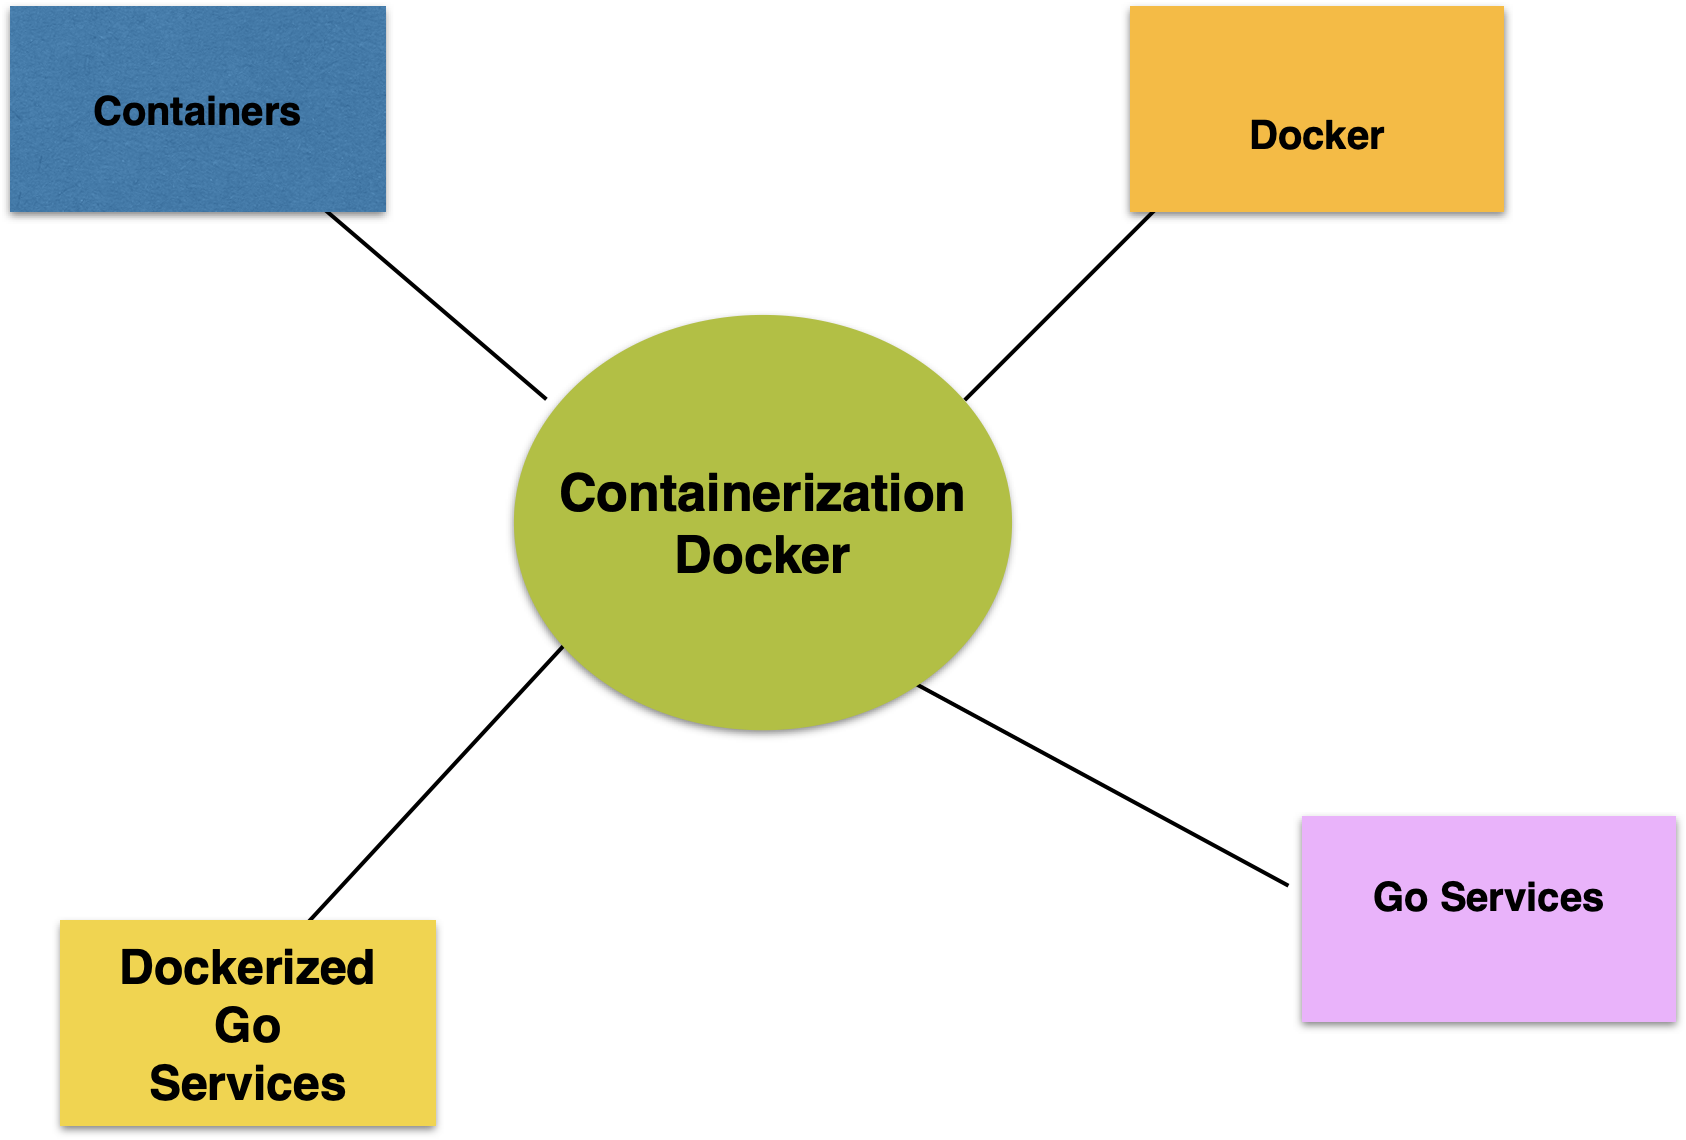 Containers
Docker
Containerization
Docker
Go Services
Dockerized
Go
Services